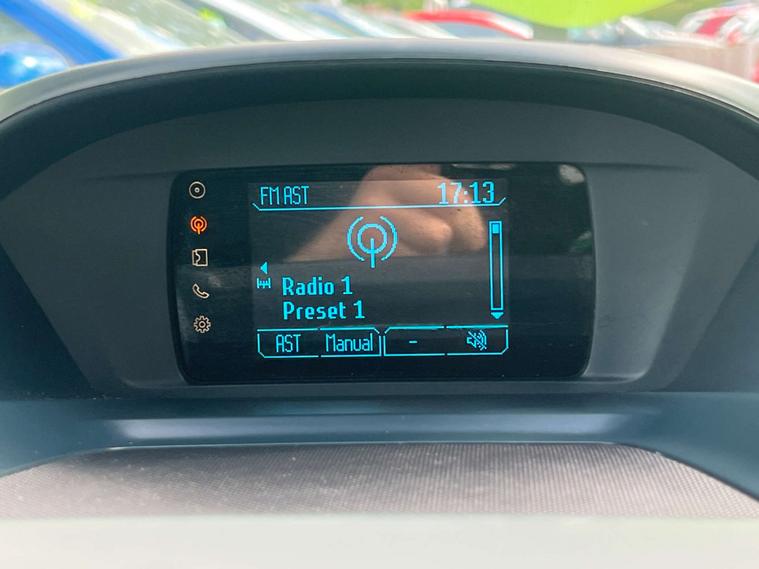 FM AST 17:13
Radio 1
Preset 1
AST Manual -